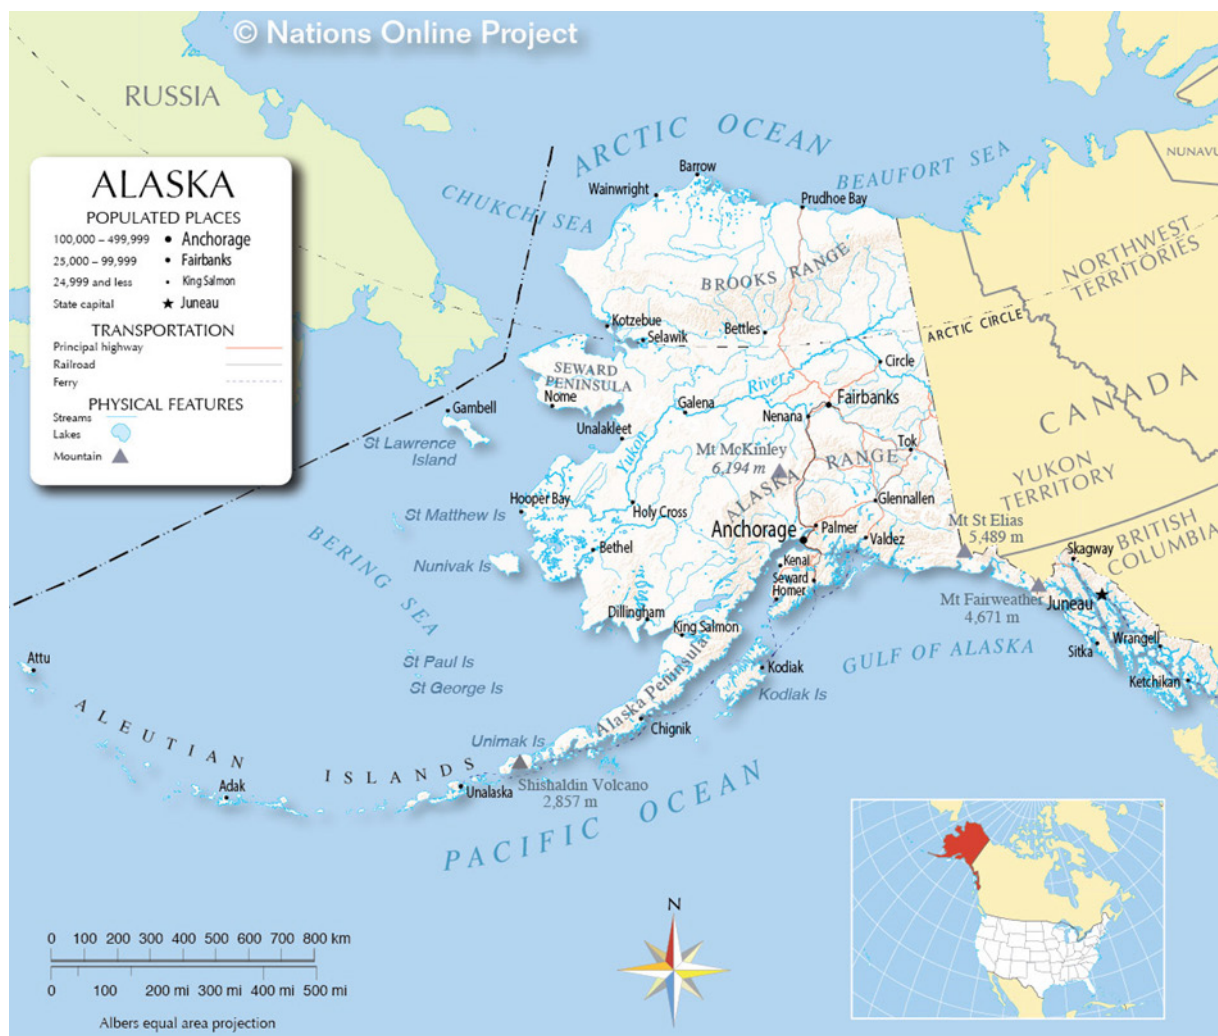 © Nations Online Project
RUSSIA
ARCTIC OCEAN
CHUKCHI SEA
BEAUFORT SEA
NUNAVU
NORTHWEST
TERRITORIES
ALASKA
POPULATED PLACES
100,000 – 499,999 Anchorage
25,000 – 99,999 Fairbanks
24,999 and less King Salmon
State capital Juneau
TRANSPORTATION
Principal highway
Railroad
Ferry
PHYSICAL FEATURES
Streams
Lakes
Mountain
Barrow
Wainwright
Prudhoe Bay
BROOKS RANGE
Kotzebue
Selawik
Bettles
ARCTIC CIRCLE
Circle
SEWARD
PENINSULA
Nome
Galena
River
Fairbanks
Nenana
CANADA
Gambell
St Lawrence
Island
Unalakleet
Yukon
Mt McKinley
6,194 m
ALASKA RANGE
Tok
YUKON
TERRITORY
Hooper Bay
Holy Cross
Glennallen
St Matthew Is
Anchorage
Palmer
Valdez
Mt St Elias
5,489 m
BRITISH
COLUMBIA
Skagway
BERING SEA
Nunivak Is
Bethel
Kenai
Seward
Homer
Mt Fairweather
4,671 m
Juneau
Dillingham
King Salmon
Wrangell
Sitka
Ketchikan
GULF OF ALASKA
Attu
St Paul Is
St George Is
Alaska Peninsula
Kodiak
Kodiak Is
Chignik
ALEUTIAN ISLANDS
Unimak Is
Adak
Unalaska
Shishaldin Volcano
2,857 m
PACIFIC OCEAN
N
0 100 200 300 400 500 600 700 800 km
0 100 200 mi 300 mi 400 mi 500 mi
Albers equal area projection